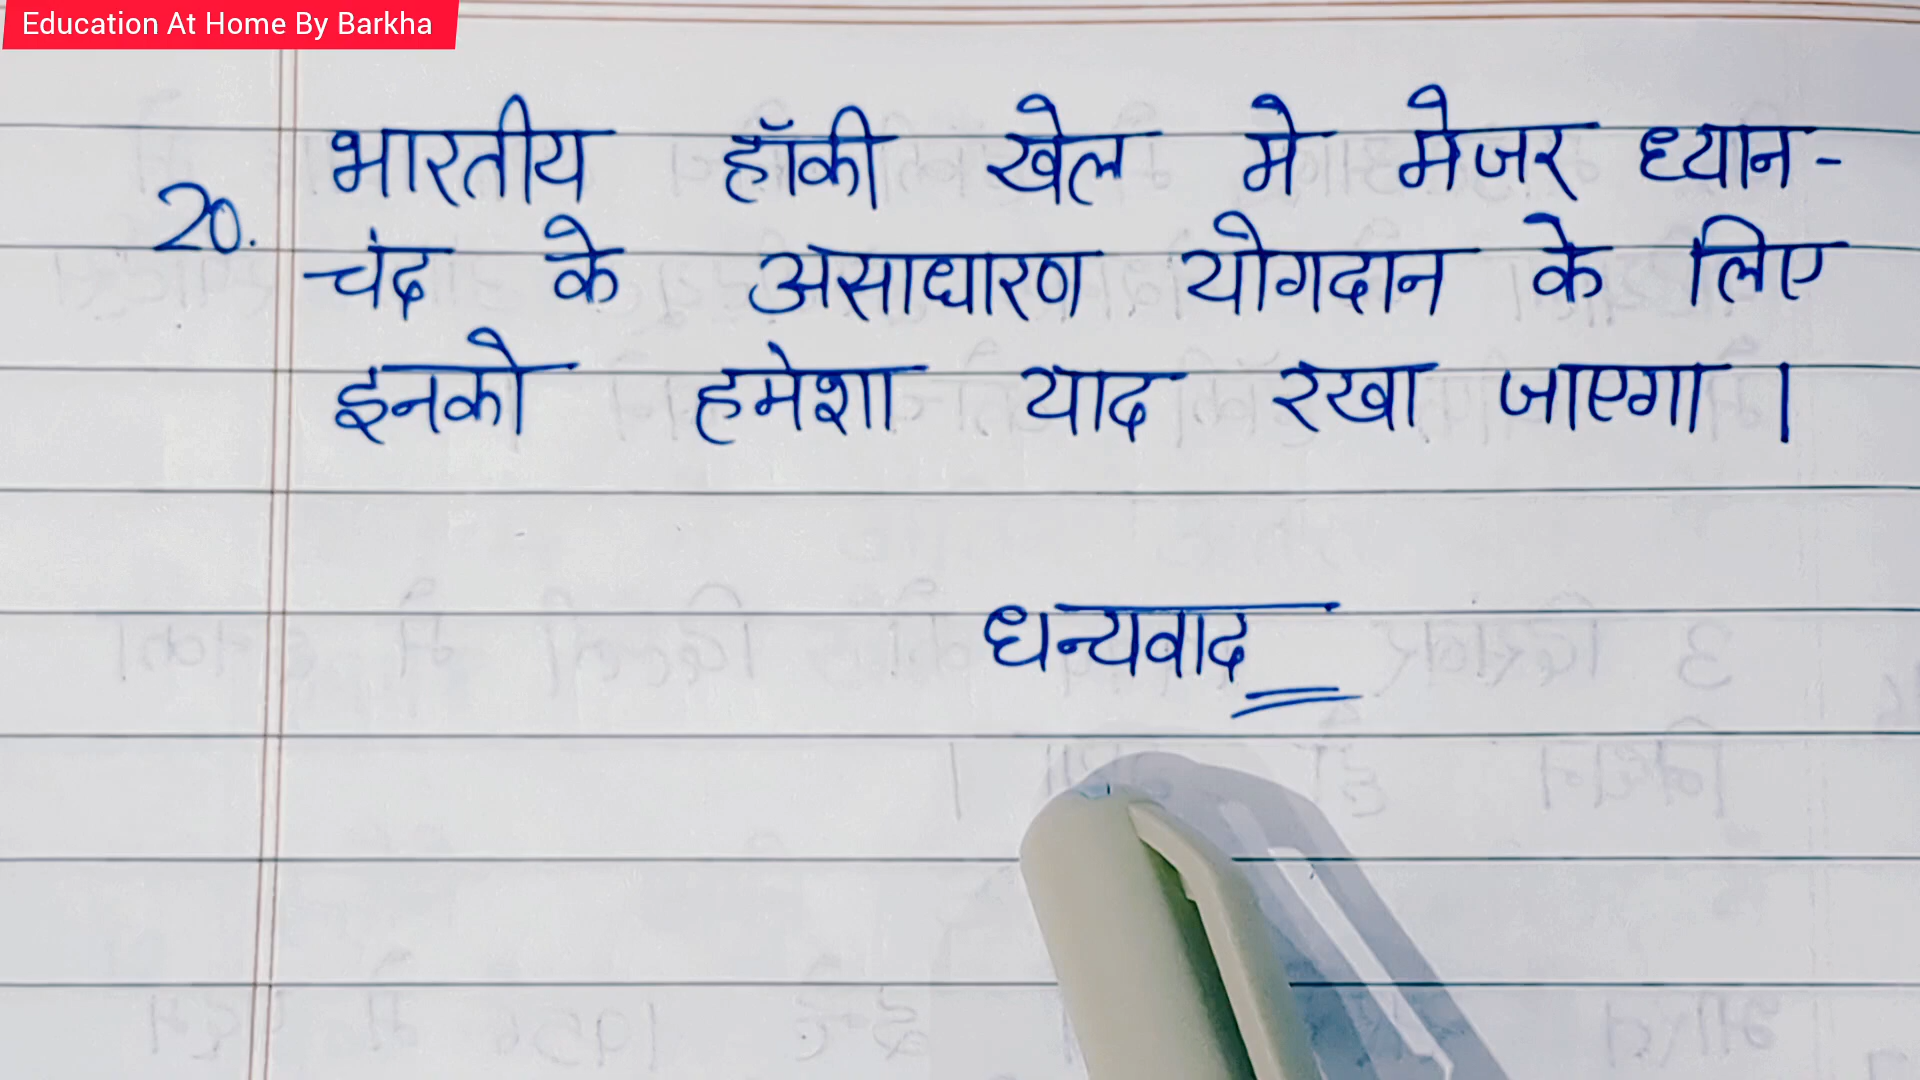 Education At Home By Barkha
भारतीय हॉकी खेल मे मेजर ध्यान-
20.
चंद के असाधारण योगदान के लिए
इनको हमेशा याद रखा जाएगा।
धन्यवाद